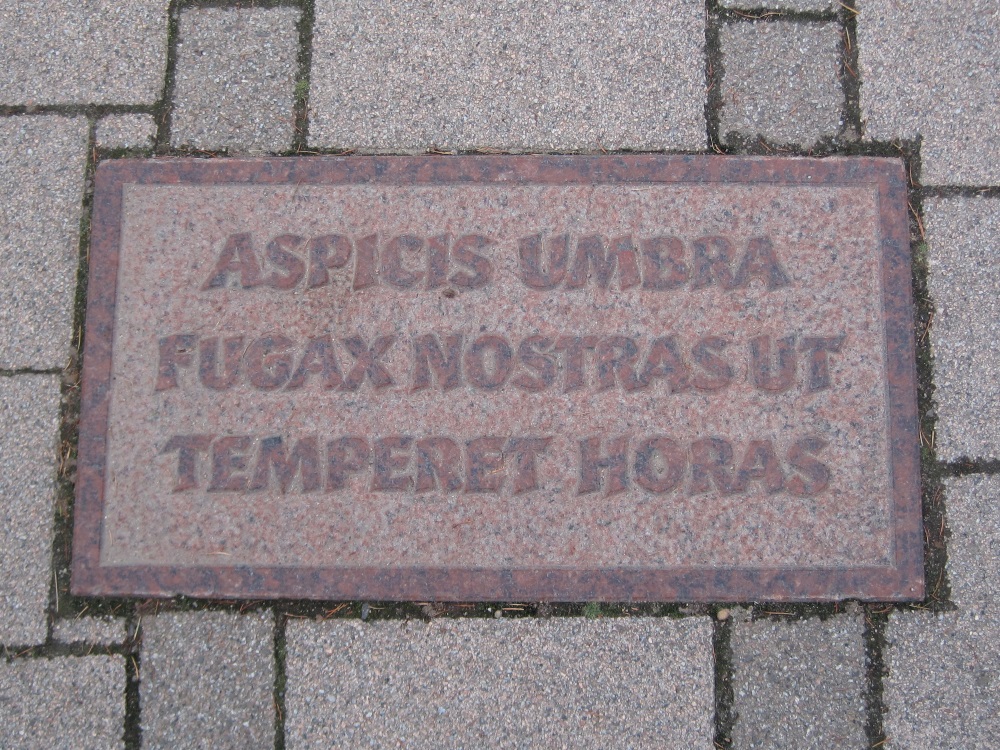 ASPICIS UMBRA
FUGAX NOSTRAS UT
TEMPERET HORAS